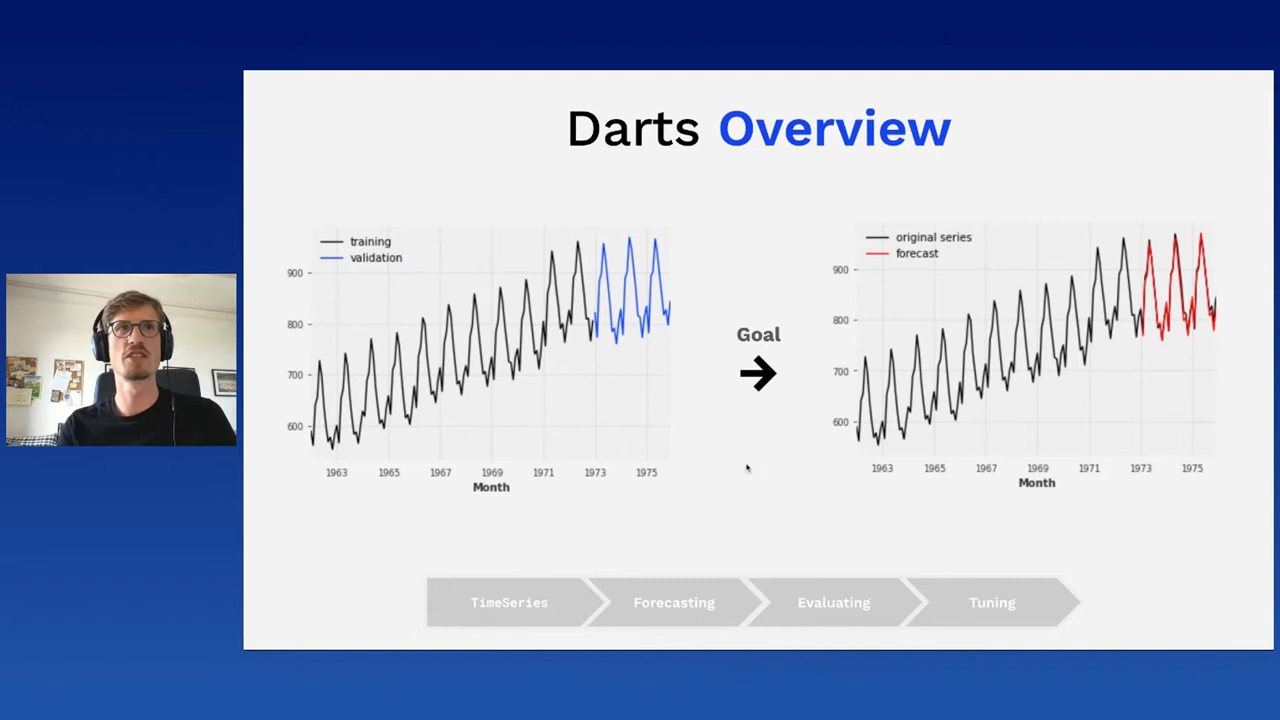 Darts Overview
training
validation
900
800
700
600
1963 1965 1967 1969 1971 1973 1975
Month
Goal
original series
forecast
900
800
700
600
1963 1965 1967 1969 1971 1973 1975
Month
TimeSeries Forecasting Evaluating Tuning